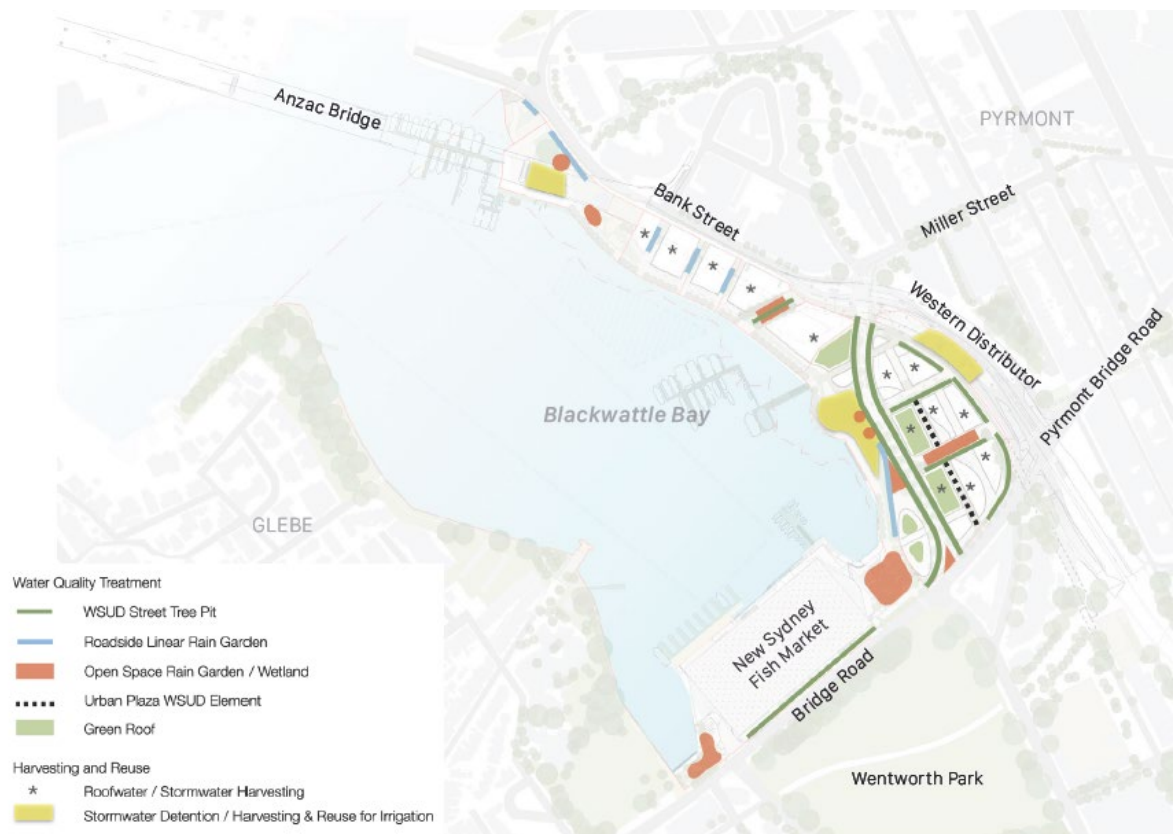 Anzac Bridge
PYRMONT
Bank Street
Miller Street
Western Distributor
Pyrmont Bridge Road
Blackwattle Bay
GLEBE
New Sydney
Fish Market
Bridge Road
Wentworth Park
Water Quality Treatment
WSUD Street Tree Pit
Roadside Linear Rain Garden
Open Space Rain Garden / Wetland
Urban Plaza WSUD Element
Green Roof
Harvesting and Reuse
Roofwater / Stormwater Harvesting
Stormwater Detention / Harvesting & Reuse for Irrigation